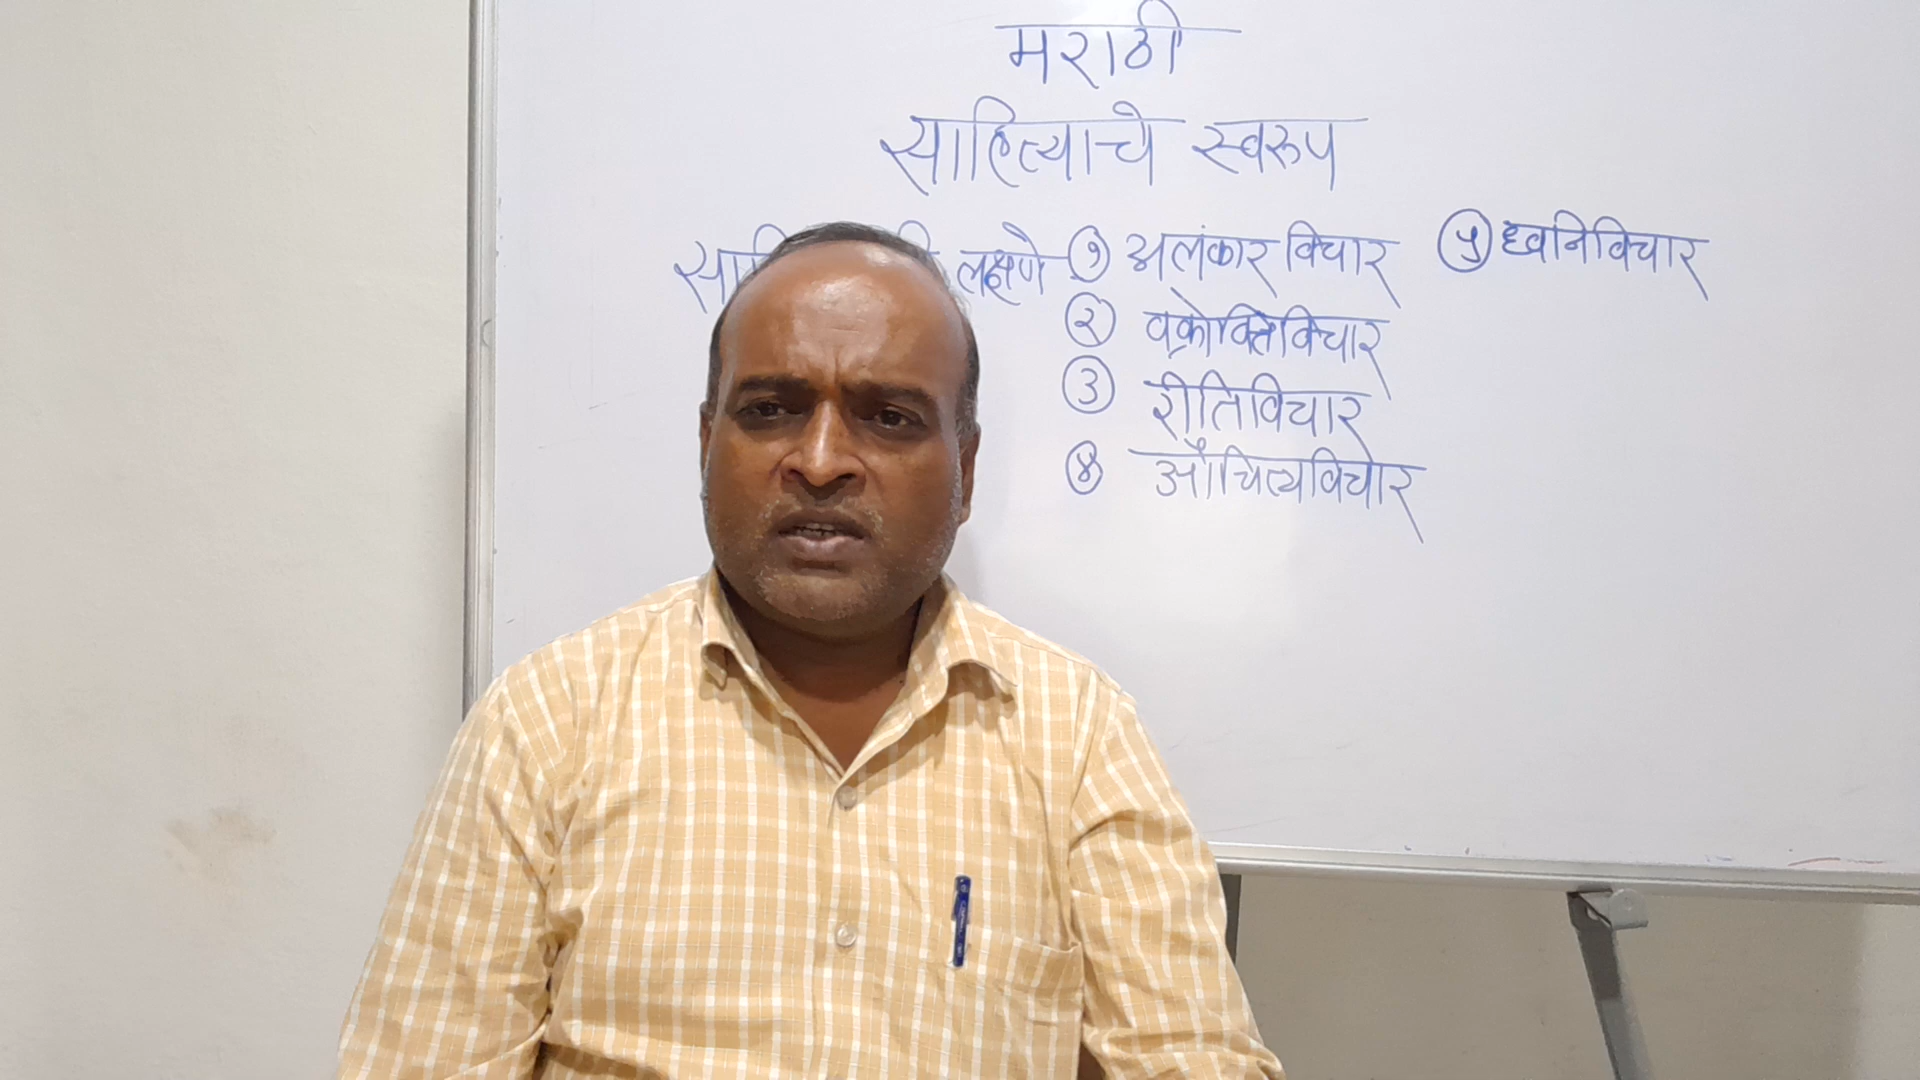 मराठी
साहित्याचे स्वरूप
लक्षणे
① अलंकार विचार
② वक्रोक्तिविचार
③ रीतिविचार
④ औचित्यविचार
⑤ ध्वनिविचार